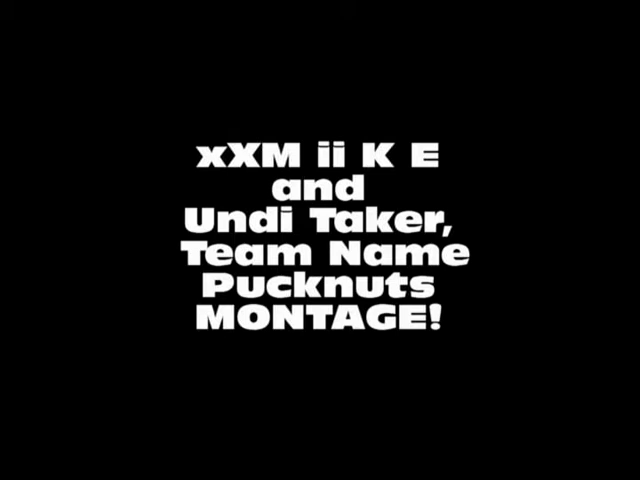 xXM ii K E
and
Undi Taker,
Team Name
Pucknuts
MONTAGE!